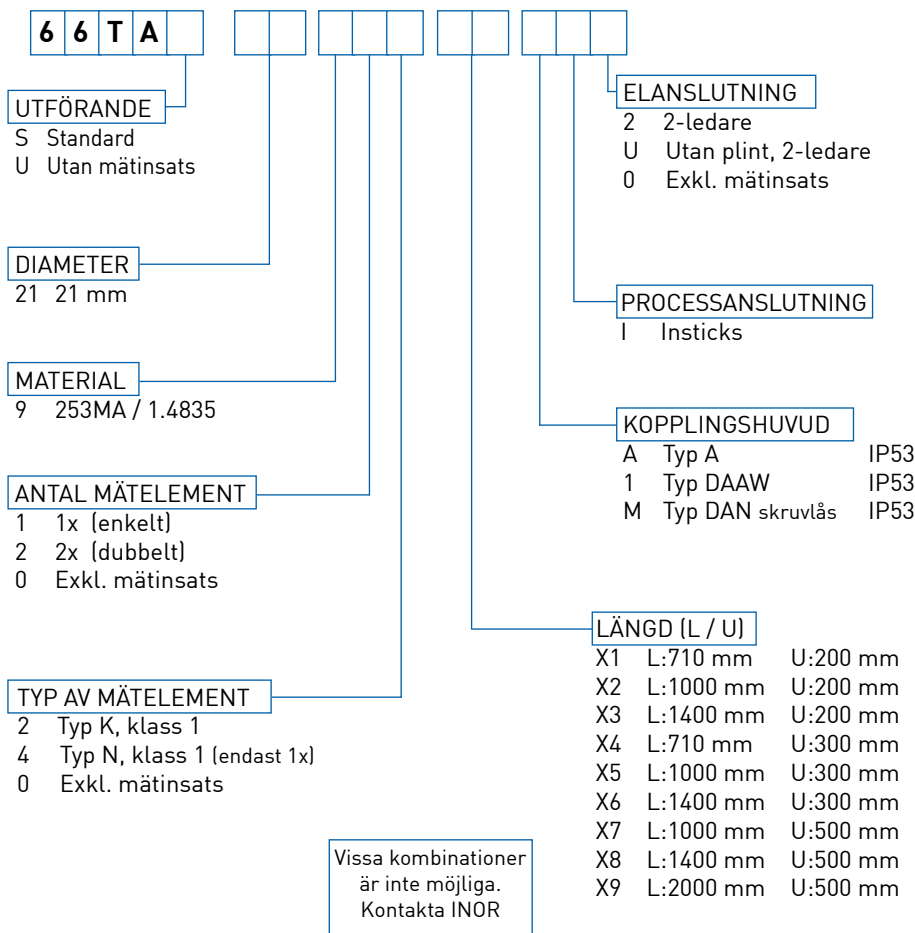 66TA
UTFÖRANDE
S Standard
U Utan mätinsats
DIAMETER
21 21 mm
MATERIAL
9 253MA / 1.4835
ANTAL MÄTELEMENT
1 1x (enkelt)
2 2x (dubbelt)
0 Exkl. mätinsats
TYP AV MÄTELEMENT
2 Typ K, klass 1
4 Typ N, klass 1 (endast 1x)
0 Exkl. mätinsats
ELANSLUTNING
2 2-ledare
U Utan plint, 2-ledare
0 Exkl. mätinsats
PROCESSANSLUTNING
I Insticks
KOPPLINGSHUVUD
A Typ A IP53
1 Typ DAAW IP53
M Typ DAN skruvlås IP53
LÄNGD (L / U)
X1 L:710 mm U:200 mm
X2 L:1000 mm U:200 mm
X3 L:1400 mm U:200 mm
X4 L:710 mm U:300 mm
X5 L:1000 mm U:300 mm
X6 L:1400 mm U:300 mm
X7 L:1000 mm U:500 mm
X8 L:1400 mm U:500 mm
X9 L:2000 mm U:500 mm
Vissa kombinationer
är inte möjliga.
Kontakta INOR